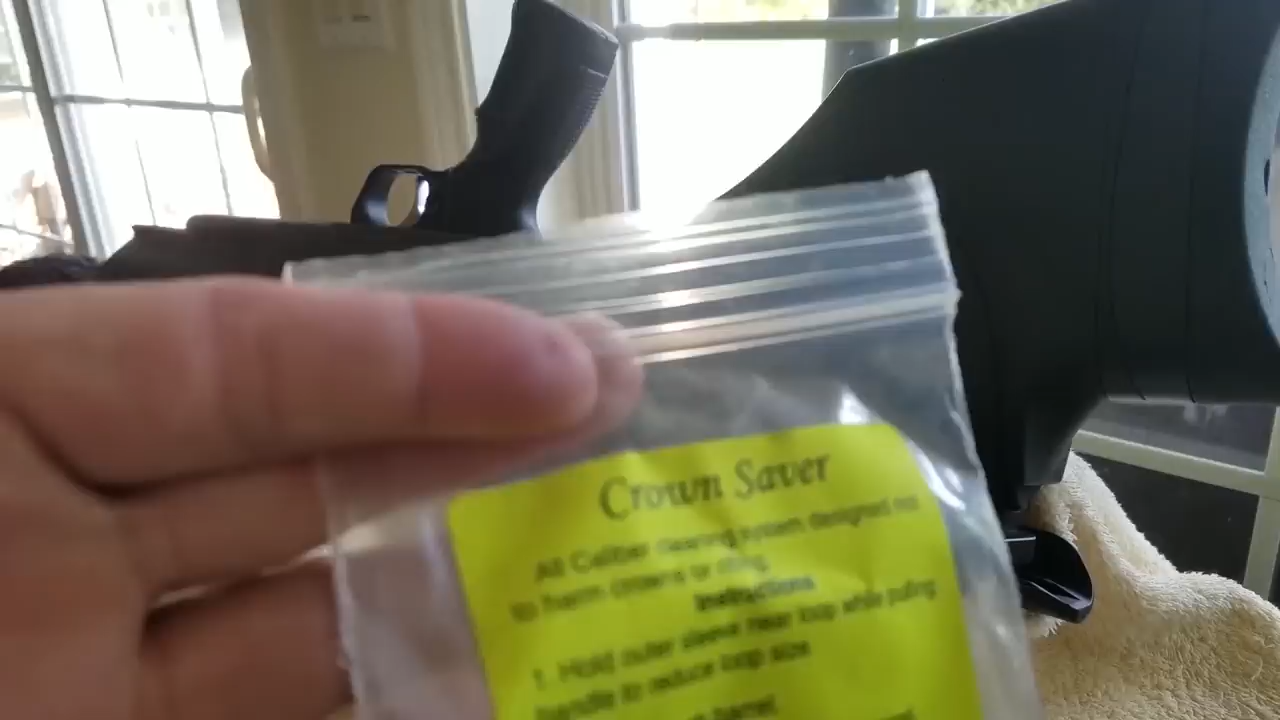 Crown Saver
All Caliber cleaning system designed not
to harm crowns or rifling
Instructions
1. Hold outer sleeve near loop while pulling
handle to reduce loop size
barrel